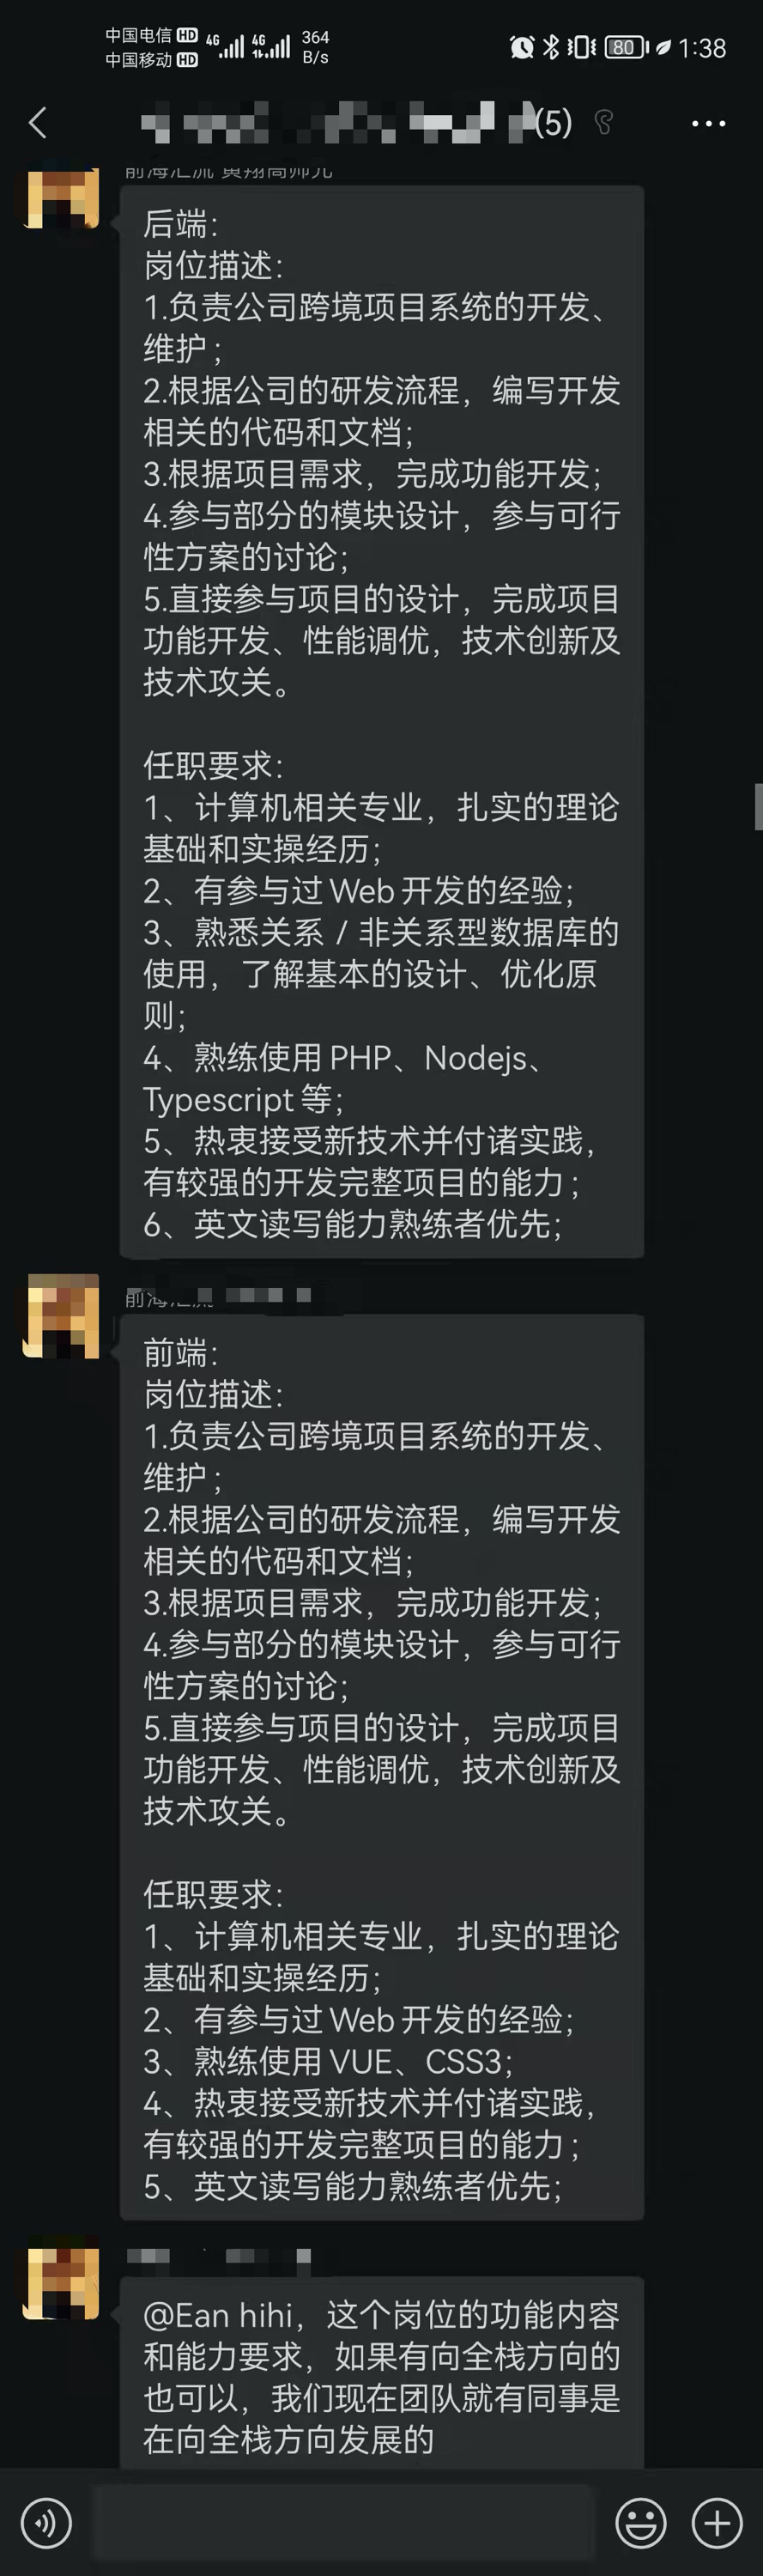 中国电信 HD 4G 4G 364 80 1:38
中国移动 HD B/s
(5)
后端：
岗位描述：
1.负责公司跨境项目系统的开发、
维护；
2.根据公司的研发流程，编写开发
相关的代码和文档；
3.根据项目需求，完成功能开发；
4.参与部分的模块设计，参与可行
性方案的讨论；
5.直接参与项目的设计，完成项目
功能开发、性能调优，技术创新及
技术攻关。
任职要求：
1、计算机相关专业，扎实的理论
基础和实操经历；
2、有参与过 Web 开发的经验；
3、熟悉关系 / 非关系型数据库的
使用，了解基本的设计、优化原
则；
4、熟练使用 PHP、Nodejs、
Typescript 等；
5、热衷接受新技术并付诸实践，
有较强的开发完整项目的能力；
6、英文读写能力熟练者优先；
前端：
岗位描述：
1.负责公司跨境项目系统的开发、
维护；
2.根据公司的研发流程，编写开发
相关的代码和文档；
3.根据项目需求，完成功能开发；
4.参与部分的模块设计，参与可行
性方案的讨论；
5.直接参与项目的设计，完成项目
功能开发、性能调优，技术创新及
技术攻关。
任职要求：
1、计算机相关专业，扎实的理论
基础和实操经历；
2、有参与过 Web 开发的经验；
3、熟练使用 VUE、CSS3；
4、热衷接受新技术并付诸实践，
有较强的开发完整项目的能力；
5、英文读写能力熟练者优先；
@Ean hihi，这个岗位的功能内容
和能力要求，如果有向全栈方向的
也可以，我们现在团队就有同事是
在向全栈方向发展的